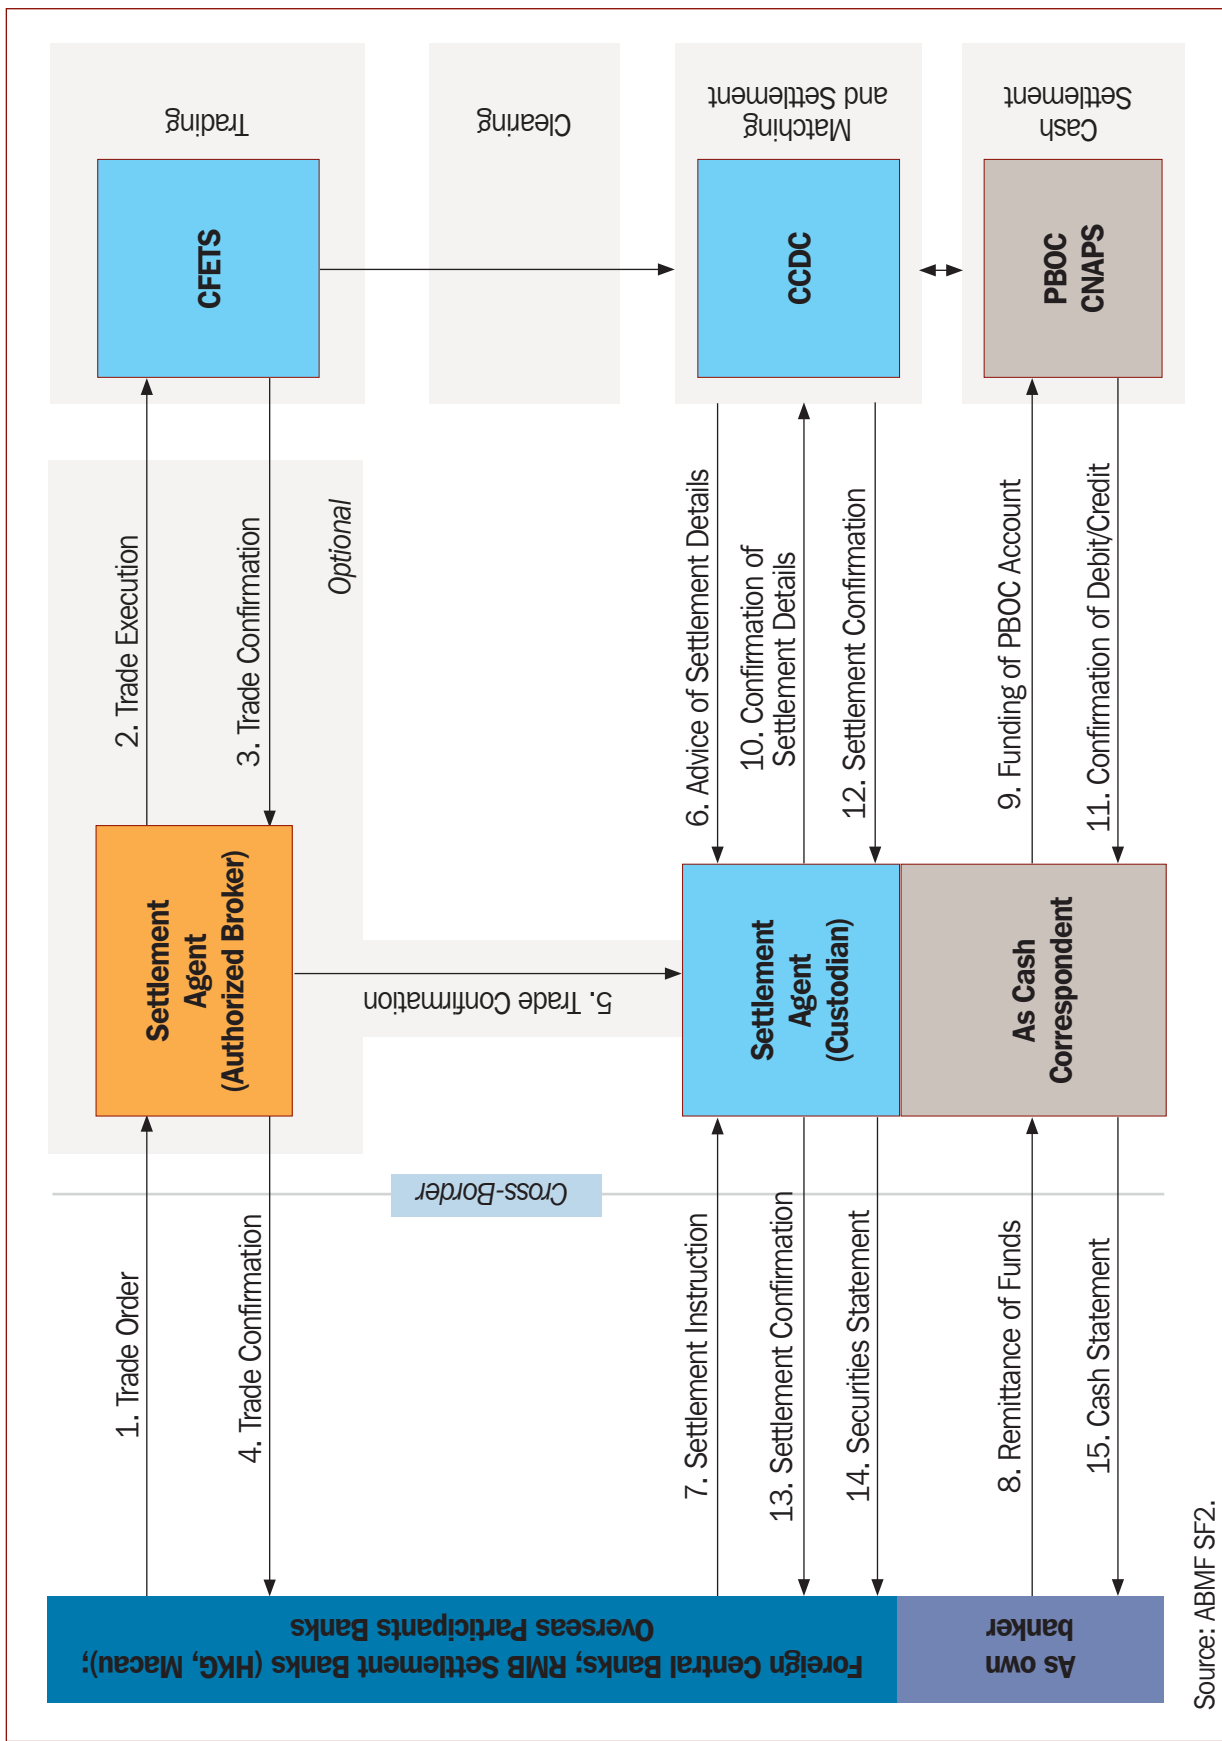 Foreign Central Banks; RMB Settlement Banks (HKG, Macau);
Overseas Participants Banks
As own
banker
1. Trade Order
4. Trade Confirmation
7. Settlement Instruction
13. Settlement Confirmation
14. Securities Statement
8. Remittance of Funds
15. Cash Statement
Cross-Border
Settlement
Agent
(Authorized Broker)
5. Trade Confirmation
Settlement
Agent
(Custodian)
As Cash
Correspondent
2. Trade Execution
3. Trade Confirmation
Optional
6. Advice of Settlement Details
10. Confirmation of
Settlement Details
12. Settlement Confirmation
9. Funding of PBOC Account
11. Confirmation of Debit/Credit
CFETS
Trading
Clearing
CCDC
Matching
and Settlement
PBOC
CNAPS
Cash
Settlement
Source: ABMF SF2.